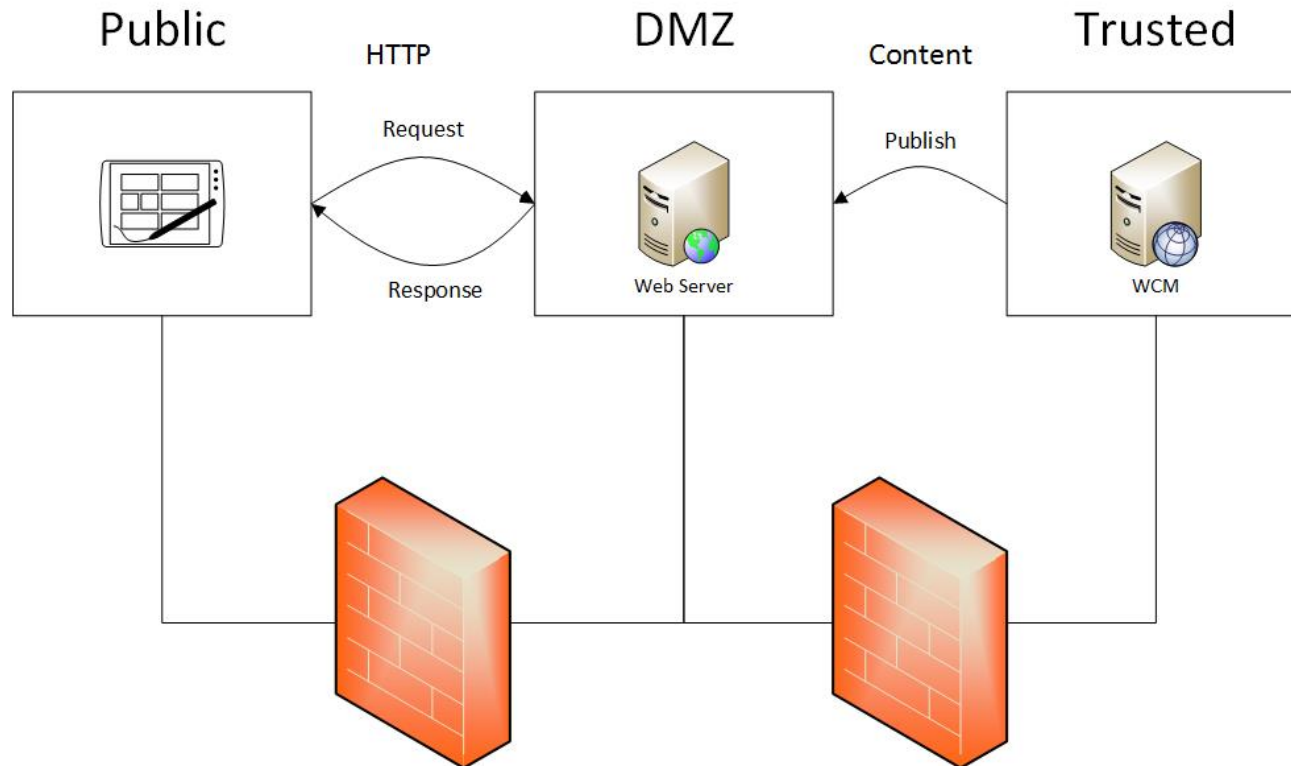 Public
DMZ
Trusted
HTTP
Content
Request
Publish
Response
Web Server
WCM